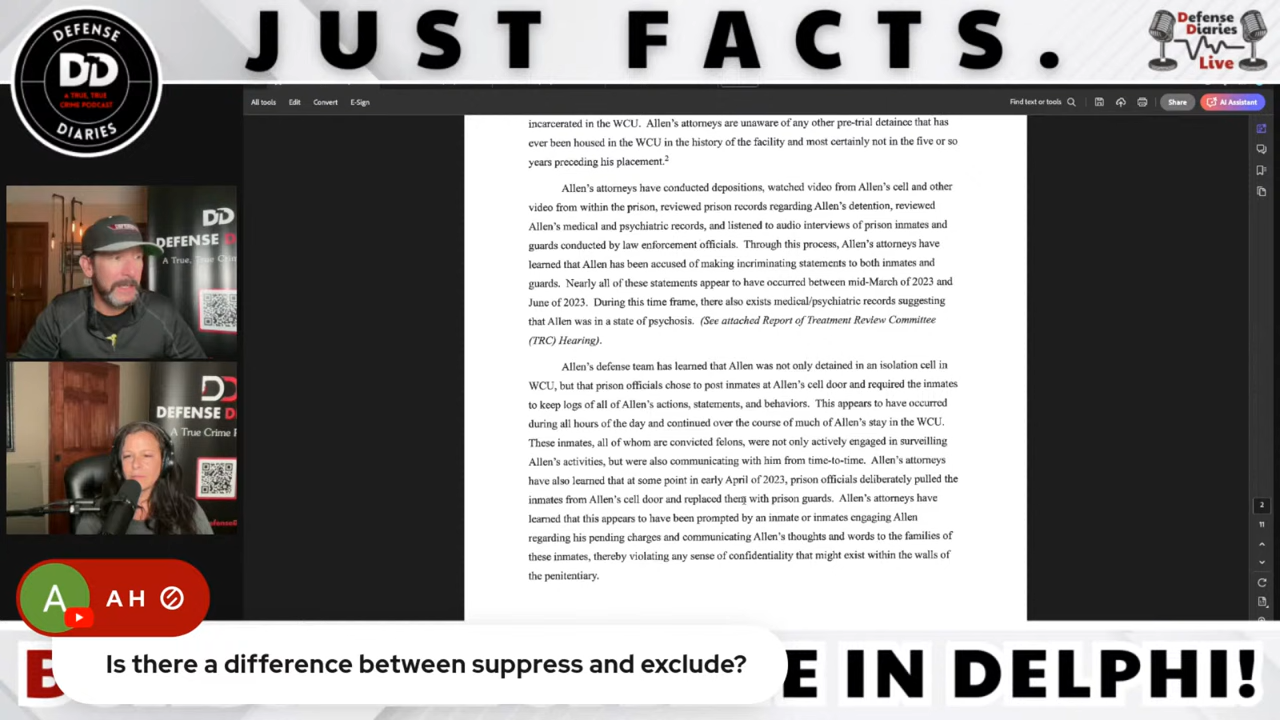 JUST FACTS.
DEFENSE
DD
A TRUE, TRUE
CRIME PODCAST
DIARIES
Defense
Diaries
Live
All tools Edit Convert E-Sign
Find text or tools
Share
AI Assistant
incarcerated in the WCU. Allen's attorneys are unaware of any other pre-trial detainee that has
ever been housed in the WCU in the history of the facility and most certainly not in the five or so
years preceding his placement.2
Allen's attorneys have conducted depositions, watched video from Allen's cell and other
video from within the prison, reviewed prison records regarding Allen's detention, reviewed
Allen's medical and psychiatric records, and listened to audio interviews of prison inmates and
guards conducted by law enforcement officials. Through this process, Allen's attorneys have
learned that Allen has been accused of making incriminating statements to both inmates and
guards. Nearly all of these statements appear to have occurred between mid-March of 2023 and
June of 2023. During this time frame, there also exists medical/psychiatric records suggesting
that Allen was in a state of psychosis. (See attached Report of Treatment Review Committee
(TRC) Hearing).
Allen's defense team has learned that Allen was not only detained in an isolation cell in
WCU, but that prison officials chose to post inmates at Allen's cell door and required the inmates
to keep logs of all of Allen's actions, statements, and behaviors. This appears to have occurred
during all hours of the day and continued over the course of much of Allen's stay in the WCU.
These inmates, all of whom are convicted felons, were not only actively engaged in surveilling
Allen's activities, but were also communicating with him from time-to-time. Allen's attorneys
have also learned that at some point in early April of 2023, prison officials deliberately pulled the
inmates from Allen's cell door and replaced them with prison guards. Allen's attorneys have
learned that this appears to have been prompted by an inmate or inmates engaging Allen
regarding his pending charges and communicating Allen's thoughts and words to the families of
these inmates, thereby violating any sense of confidentiality that might exist within the walls of
the penitentiary.
2
11
DD
DEFENSE D
A True, True Crim
DEFENSE D
A True Crime P
A
A H
Is there a difference between suppress and exclude?
B
E IN DELPHI!